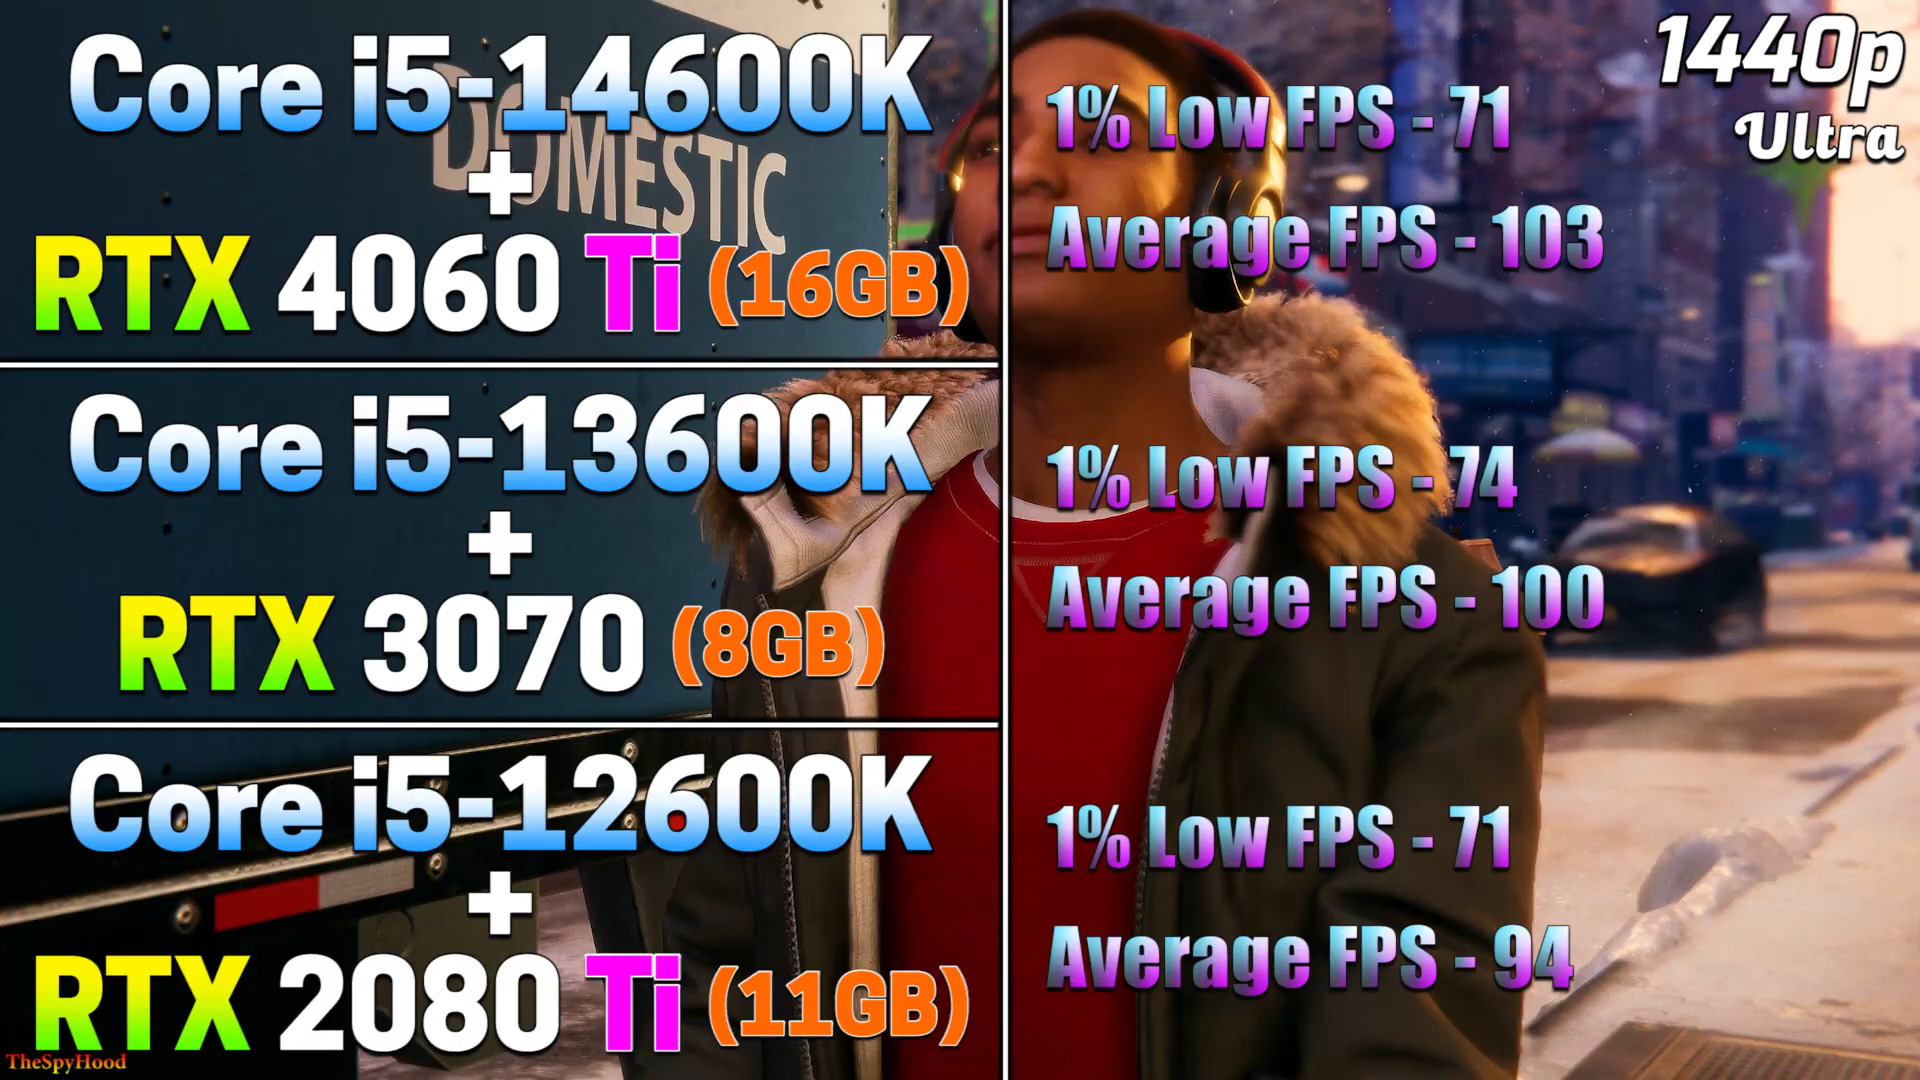 Core i5-14600K
+
RTX 4060 Ti (16GB)
DOMESTIC
1% Low FPS - 71
Average FPS - 103
1440p
Ultra
Core i5-13600K
+
RTX 3070 (8GB)
1% Low FPS - 74
Average FPS - 100
Core i5-12600K
+
RTX 2080 Ti (11GB)
1% Low FPS - 71
Average FPS - 94
TheSpyHood